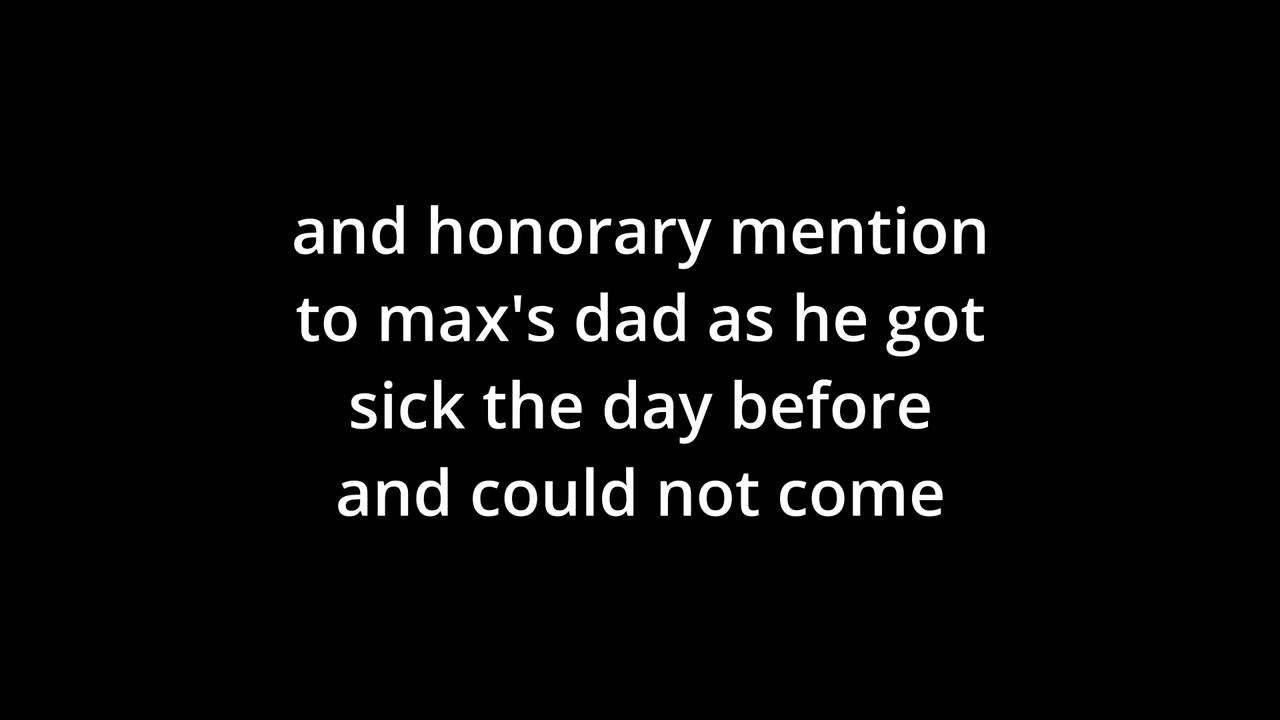 and honorary mention
to max's dad as he got
sick the day before
and could not come